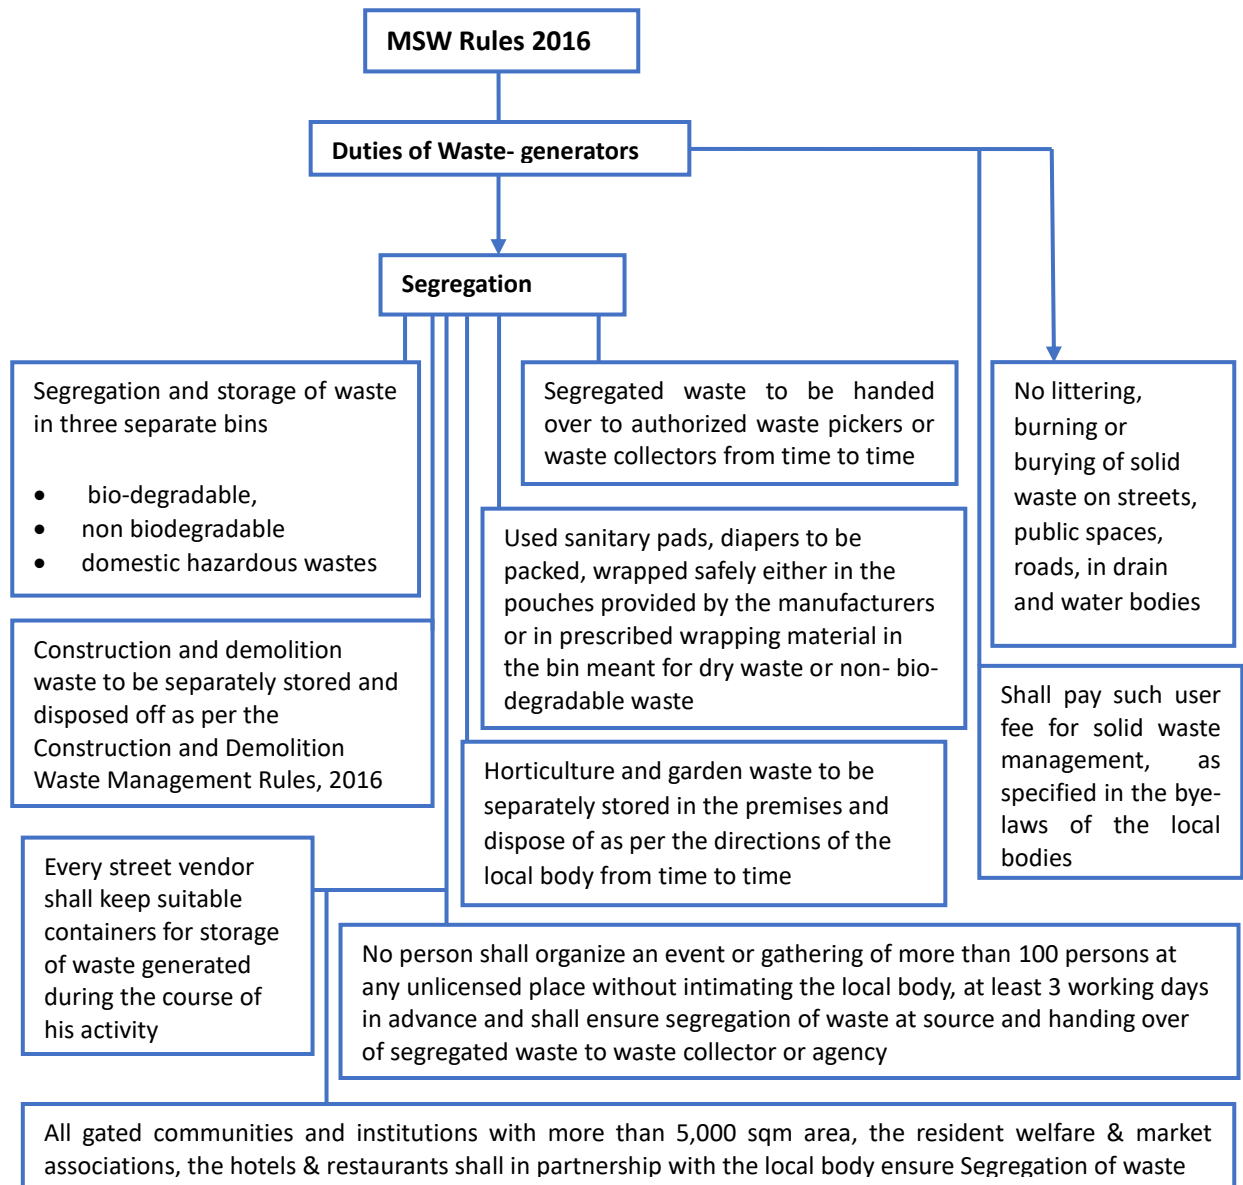 MSW Rules 2016
Duties of Waste- generators
Segregation
Segregation and storage of waste
in three separate bins
• bio-degradable,
• non biodegradable
• domestic hazardous wastes
Segregated waste to be handed
over to authorized waste pickers or
waste collectors from time to time
No littering,
burning or
burying of solid
waste on streets,
public spaces,
roads, in drain
and water bodies
Used sanitary pads, diapers to be
packed, wrapped safely either in the
pouches provided by the manufacturers
or in prescribed wrapping material in
the bin meant for dry waste or non- bio-
degradable waste
Construction and demolition
waste to be separately stored and
disposed off as per the
Construction and Demolition
Waste Management Rules, 2016
Shall pay such user
fee for solid waste
management, as
specified in the bye-
laws of the local
bodies
Horticulture and garden waste to be
separately stored in the premises and
dispose of as per the directions of the
local body from time to time
Every street vendor
shall keep suitable
containers for storage
of waste generated
during the course of
his activity
No person shall organize an event or gathering of more than 100 persons at
any unlicensed place without intimating the local body, at least 3 working days
in advance and shall ensure segregation of waste at source and handing over
of segregated waste to waste collector or agency
All gated communities and institutions with more than 5,000 sqm area, the resident welfare & market
associations, the hotels & restaurants shall in partnership with the local body ensure Segregation of waste